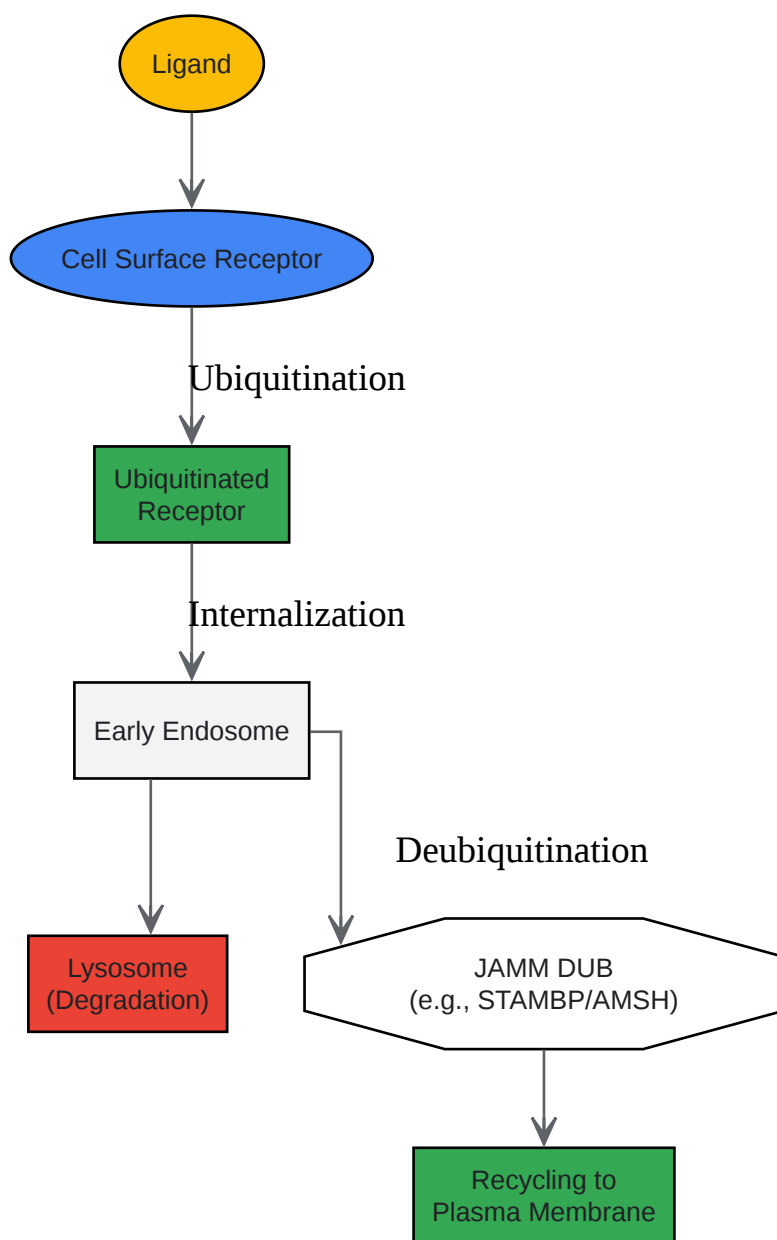 Ligand
Cell Surface Receptor
Ubiquitination
Ubiquitinated
Receptor
Internalization
Early Endosome
Deubiquitination
Lysosome
(Degradation)
JAMM DUB
(e.g., STAMBP/AMSH)
Recycling to
Plasma Membrane